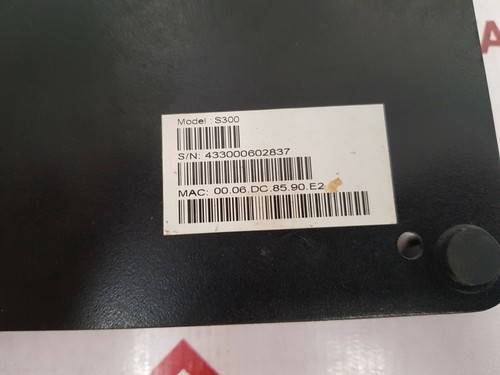 Model : S300
S/N: 433000602837
MAC: 00.06.DC.85.90.E2